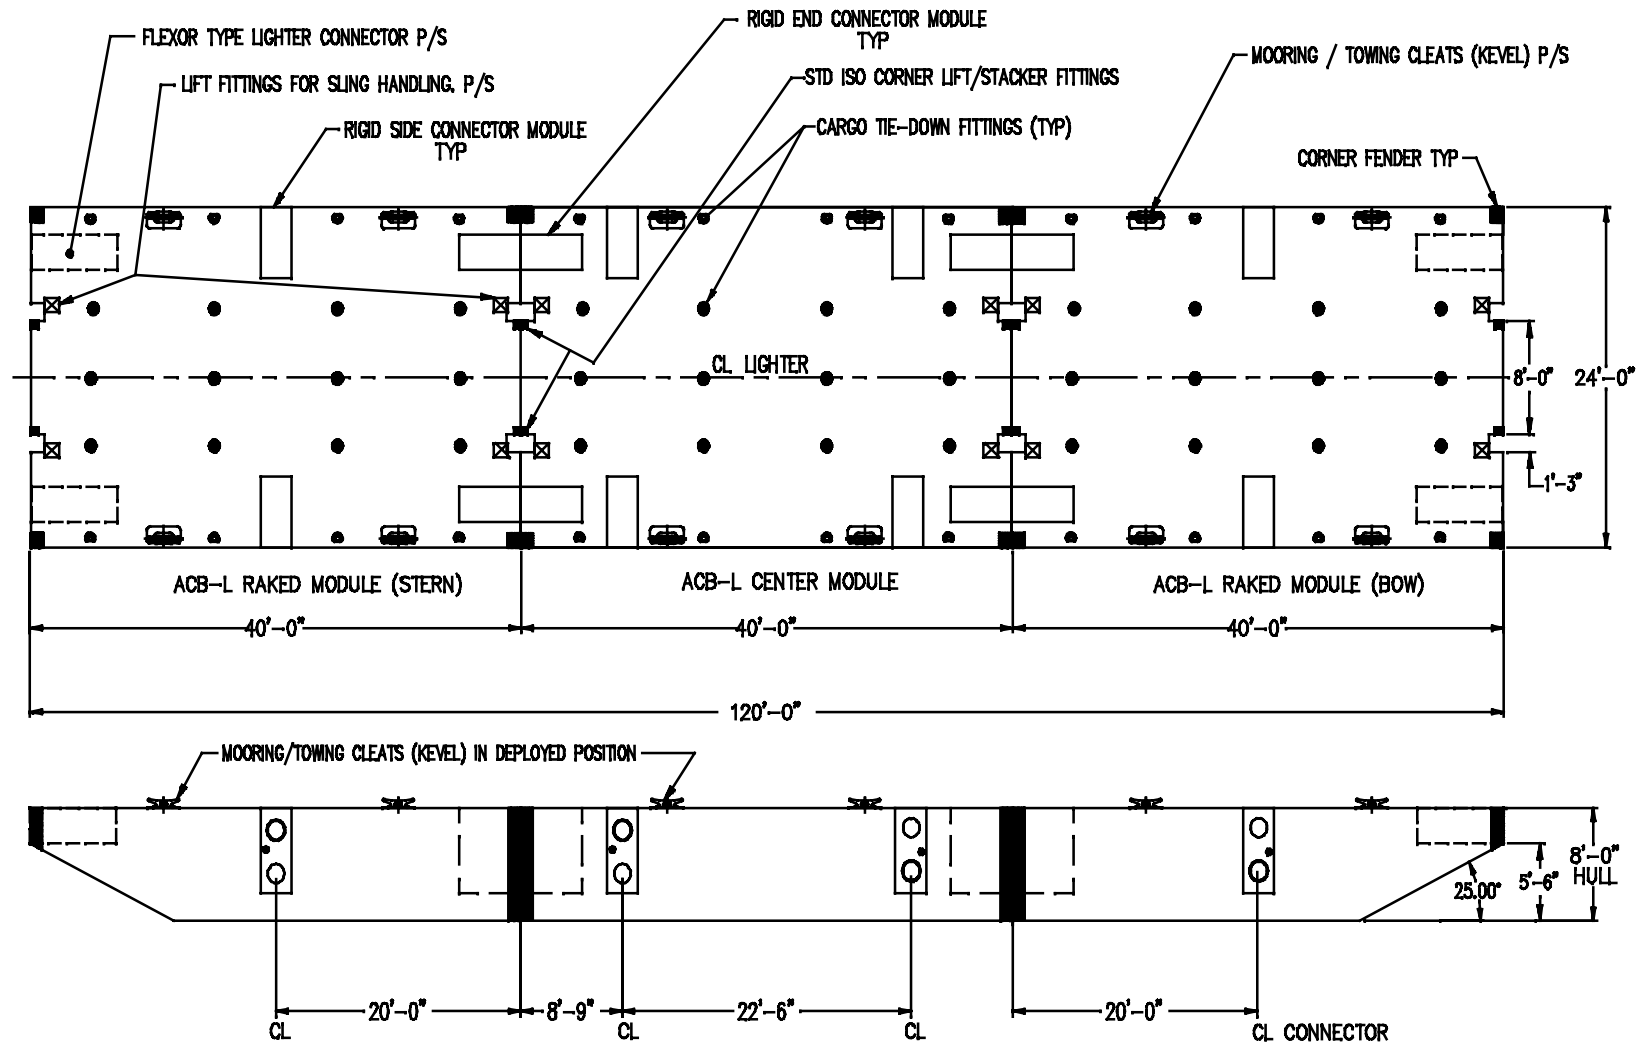 RIGID END CONNECTOR MODULE
TYP
FLEXOR TYPE LIGHTER CONNECTOR P/S
MOORING / TOWING CLEATS (KEVEL) P/S
LIFT FITTINGS FOR SLING HANDLING. P/S
STD ISO CORNER LIFT/STACKER FITTINGS
RIGID SIDE CONNECTOR MODULE
TYP
CARGO TIE-DOWN FITTINGS (TYP)
CORNER FENDER TYP
CL LIGHTER
8'-0"
24'-0"
1'-3"
ACB-L RAKED MODULE (STERN)
ACB-L CENTER MODULE
ACB-L RAKED MODULE (BOW)
40'-0"
40'-0"
40'-0"
120'-0"
MOORING/TOWING CLEATS (KEVEL) IN DEPLOYED POSITION
8'-0"
HULL
5'-6"
25.00°
20'-0"
8'-9"
22'-6"
20'-0"
CL
CL
CL
CL CONNECTOR